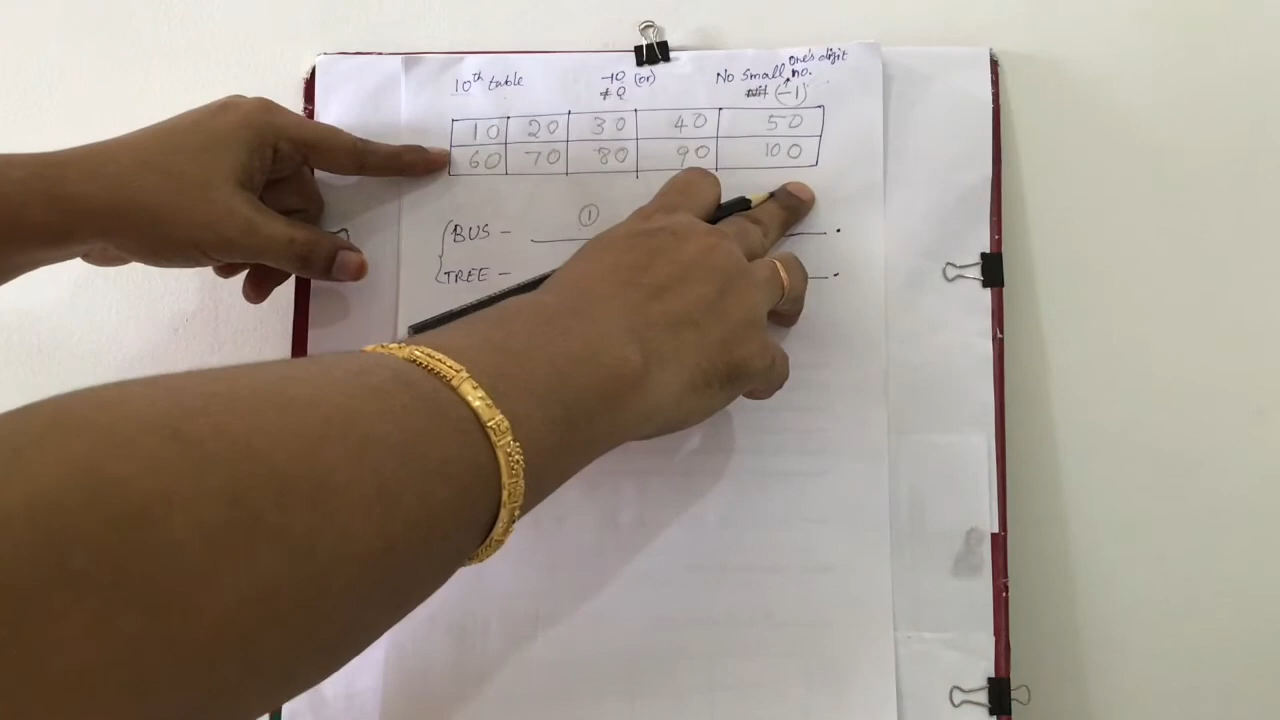 one's digit
10th table -10 (or) No small no.
(-1)
10 20 30 40 50
60 70 80 90 100
①
BUS -
TREE -